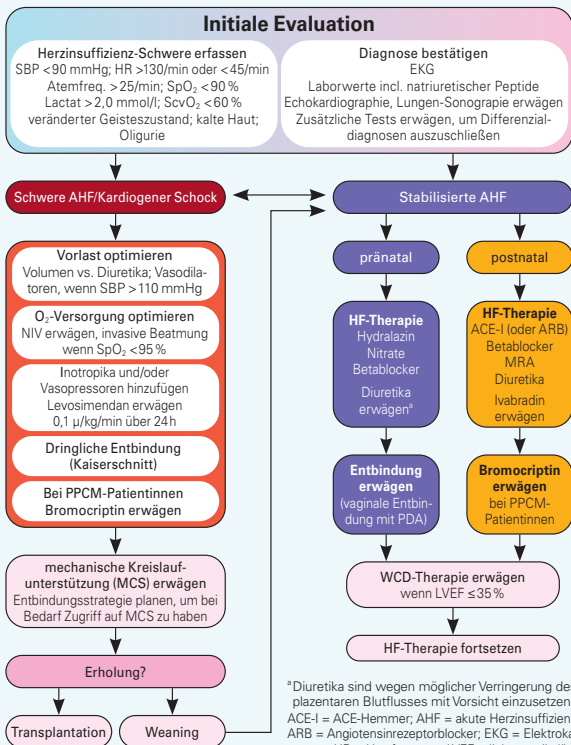 Initiale Evaluation
Herzinsuffizienz-Schwere erfassen
SBP <90 mmHg; HR >130/min oder <45/min
Atemfreq. >25/min; SpO₂ <90 %
Lactat >2,0 mmol/l; ScvO₂ <60 %
veränderter Geisteszustand; kalte Haut;
Oligurie
Diagnose bestätigen
EKG
Laborwerte incl. natriuretischer Peptide
Echokardiographie, Lungen-Sonograpie erwägen
Zusätzliche Tests erwägen, um Differenzial-
diagnosen auszuschließen
Schwere AHF/Kardiogener Schock
Stabilisierte AHF
Vorlast optimieren
Volumen vs. Diuretika; Vasodila-
toren, wenn SBP >110 mmHg
O₂-Versorgung optimieren
NIV erwägen, invasive Beatmung
wenn SpO₂ <95 %
Inotropika und/oder
Vasopressoren hinzufügen
Levosimendan erwägen
0,1 µ/kg/min über 24 h
Dringliche Entbindung
(Kaiserschnitt)
Bei PPCM-Patientinnen
Bromocriptin erwägen
mechanische Kreislauf-
unterstützung (MCS) erwägen
Entbindungsstrategie planen, um bei
Bedarf Zugriff auf MCS zu haben
Erholung?
Transplantation
Weaning
pränatal
HF-Therapie
Hydralazin
Nitrate
Betablocker
Diuretika
erwägenᵃ
Entbindung
erwägen
(vaginale Entbin-
dung mit PDA)
postnatal
HF-Therapie
ACE-I (oder ARB)
Betablocker
MRA
Diuretika
Ivabradin
erwägen
Bromocriptin
erwägen
bei PPCM-
Patientinnen
WCD-Therapie erwägen
wenn LVEF ≤35 %
HF-Therapie fortsetzen
ᵃDiuretika sind wegen möglicher Verringerung des
plazentaren Blutflusses mit Vorsicht einzusetzen
ACE-I = ACE-Hemmer; AHF = akute Herzinsuffizien
ARB = Angiotensinrezeptorblocker; EKG = Elektroka